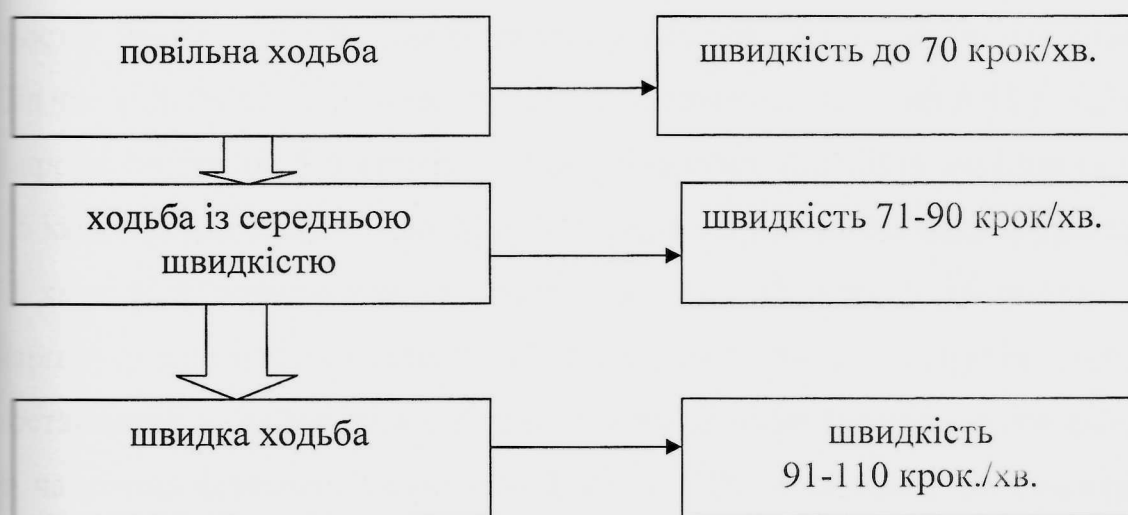 повільна ходьба
швидкість до 70 крок/хв.
ходьба із середньою
швидкістю
швидкість 71-90 крок/хв.
швидка ходьба
швидкість
91-110 крок./хв.